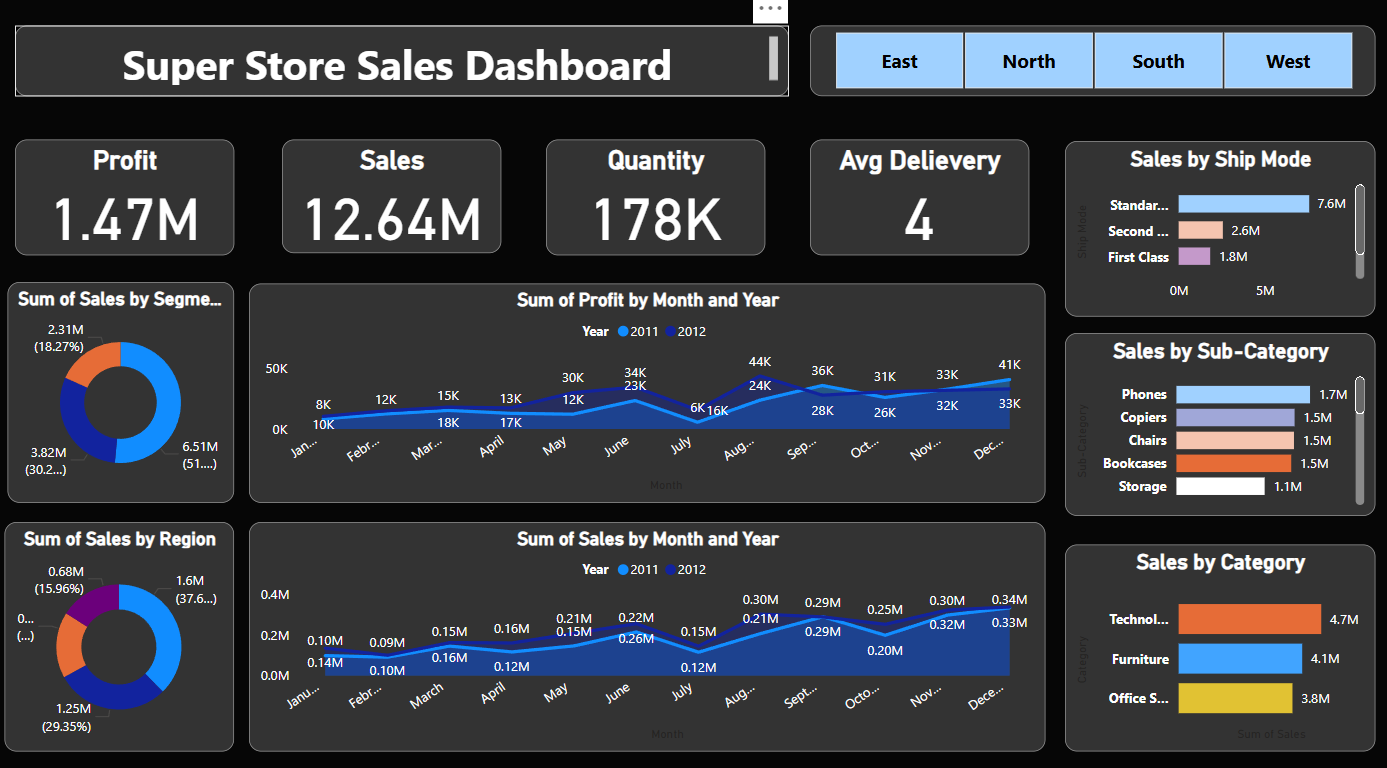 Super Store Sales Dashboard
East
North
South
West
Profit
1.47M
Sales
12.64M
Quantity
178K
Avg Delievery
4
Sales by Ship Mode
Ship Mode
Standar...
7.6M
Second ...
2.6M
First Class
1.8M
0M
5M
Sum of Sales by Segme...
2.31M
(18.27%)
3.82M
(30.2...)
6.51M
(51....)
Sum of Profit by Month and Year
Year
2011
2012
50K
0K
8K
12K
15K
13K
30K
12K
34K
23K
6K
16K
44K
24K
36K
31K
33K
41K
10K
18K
17K
28K
26K
32K
33K
Jan...
Febr...
Mar...
April
May
June
July
Aug...
Sep...
Oct...
Nov...
Dec...
Month
Sales by Sub-Category
Sub-Category
Phones
1.7M
Copiers
1.5M
Chairs
1.5M
Bookcases
1.5M
Storage
1.1M
Sum of Sales by Region
0.68M
(15.96%)
1.6M
(37.6...)
0...
(...)
1.25M
(29.35%)
Sum of Sales by Month and Year
Year
2011
2012
0.4M
0.2M
0.0M
0.10M
0.09M
0.15M
0.16M
0.21M
0.15M
0.22M
0.26M
0.15M
0.30M
0.21M
0.29M
0.25M
0.30M
0.34M
0.14M
0.10M
0.16M
0.12M
0.12M
0.29M
0.20M
0.32M
0.33M
Janu...
Febr...
March
April
May
June
July
Aug...
Sept...
Octo...
Nov...
Dece...
Month
Sales by Category
Category
Technol...
4.7M
Furniture
4.1M
Office S...
3.8M
Sum of Sales